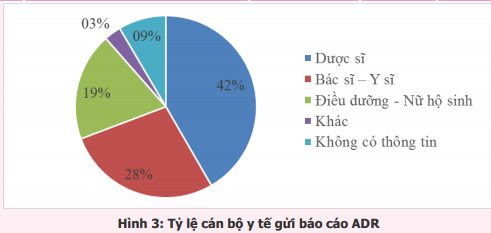 03%
09%
42%
19%
28%
Dược sĩ
Bác sĩ – Y sĩ
Điều dưỡng - Nữ hộ sinh
Khác
Không có thông tin
Hình 3: Tỷ lệ cán bộ y tế gửi báo cáo ADR